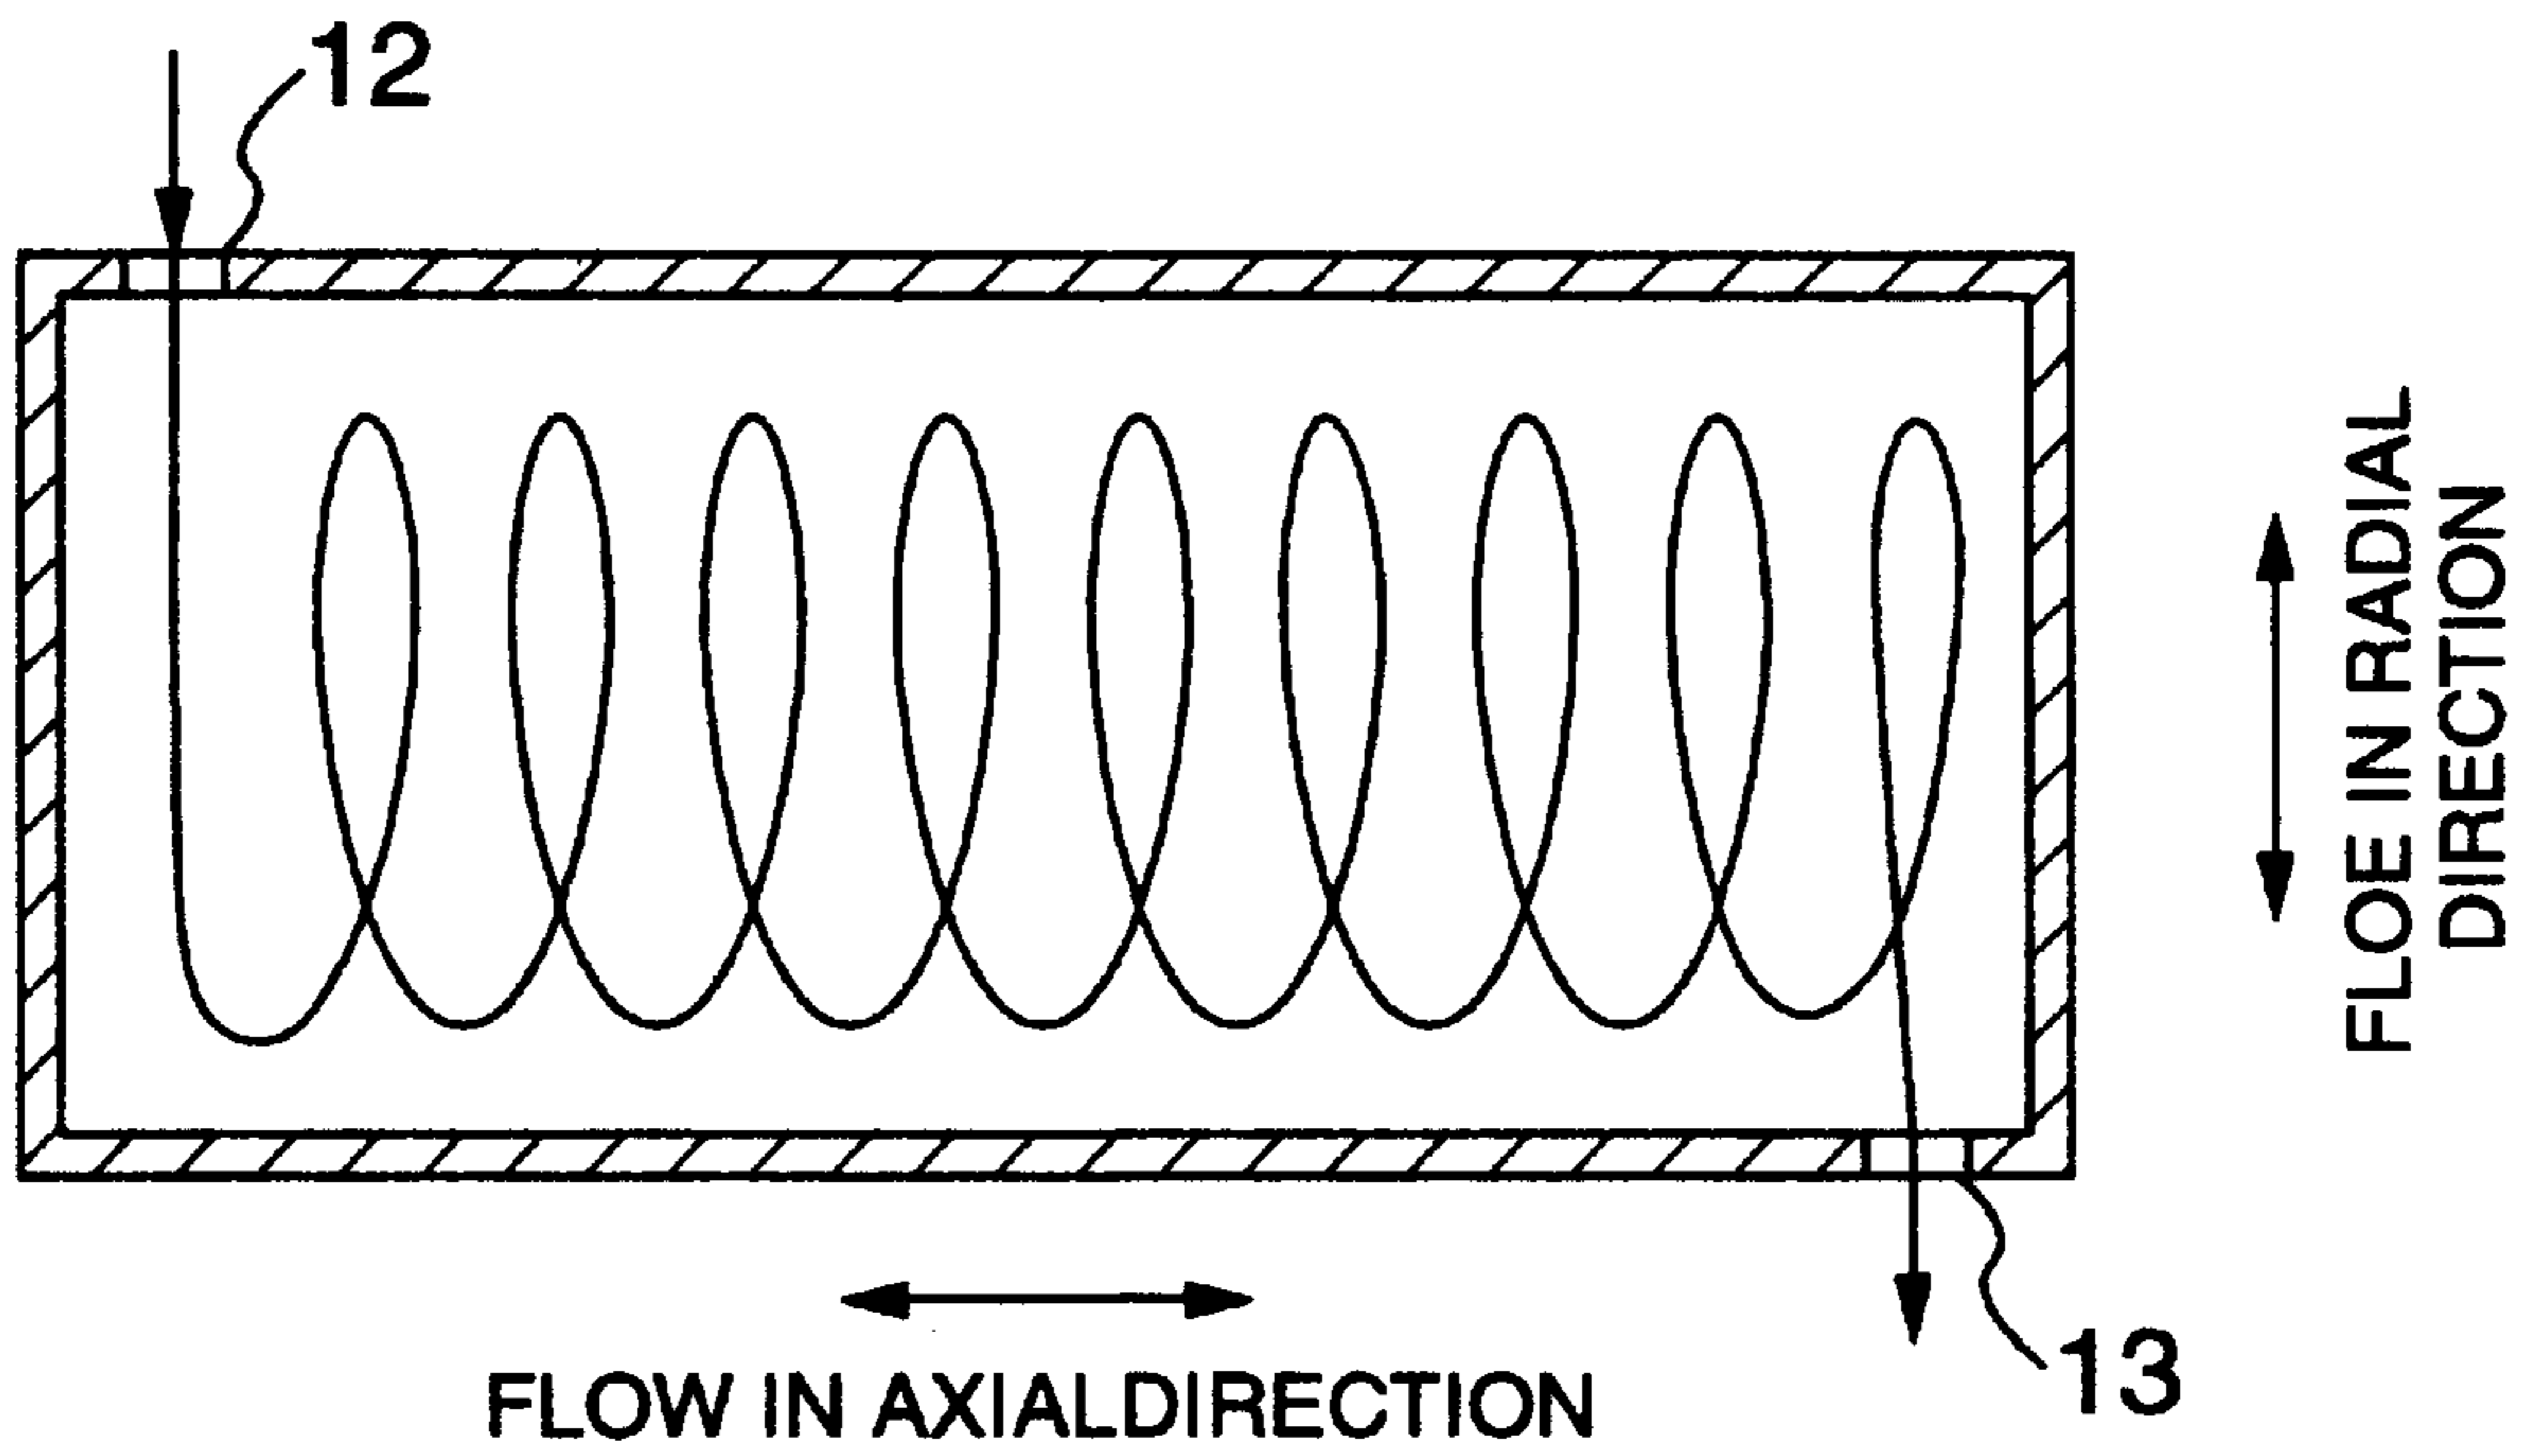 12
FLOE IN RADIAL
DIRECTION
FLOW IN AXIALDIRECTION
13